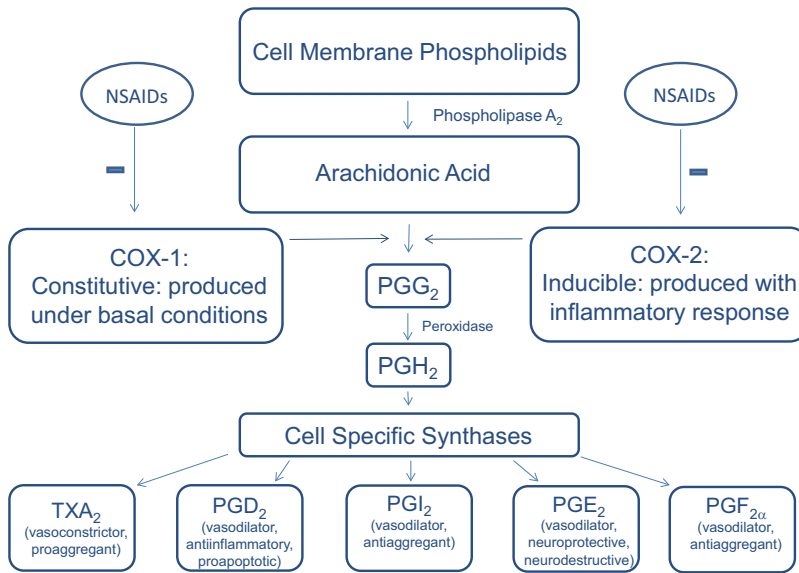 Cell Membrane Phospholipids
NSAIDs
NSAIDs
Phospholipase A₂
Arachidonic Acid
COX-1:
Constitutive: produced
under basal conditions
COX-2:
Inducible: produced with
inflammatory response
PGG₂
Peroxidase
PGH₂
Cell Specific Synthases
TXA₂
(vasoconstrictor,
proaggregant)
PGD₂
(vasodilator,
antiinflammatory,
proapoptotic)
PGI₂
(vasodilator,
antiaggregant)
PGE₂
(vasodilator,
neuroprotective,
neurodestructive)
PGF₂α
(vasodilator,
antiaggregant)